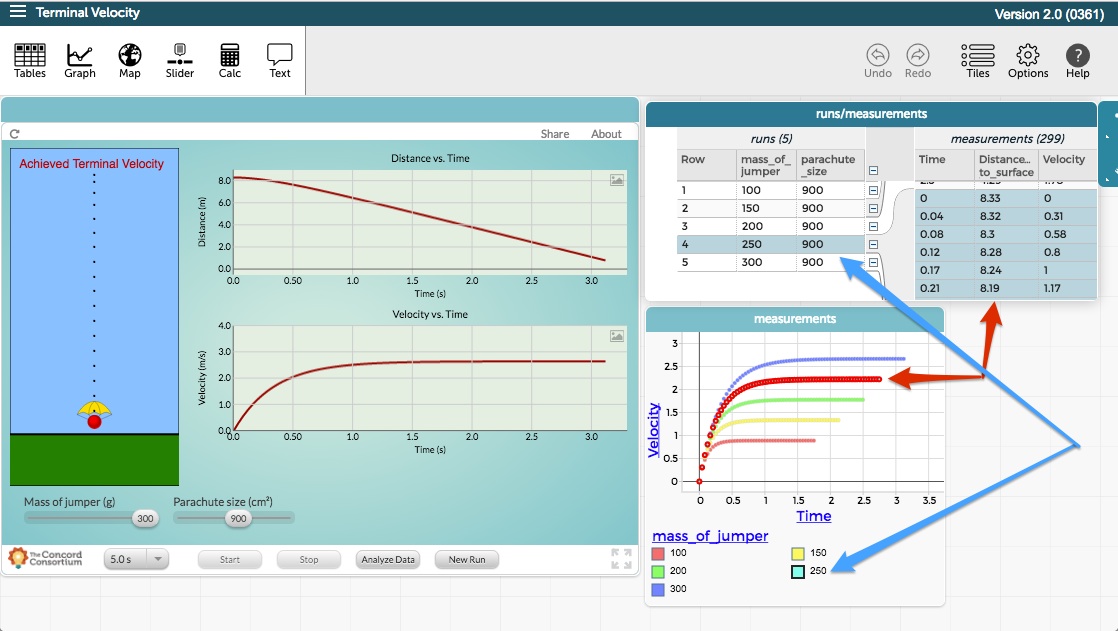 Terminal Velocity
Version 2.0 (0361)
Tables Graph Map Slider Calc Text
Undo Redo Tiles Options Help
Share About
Achieved Terminal Velocity
Distance vs. Time
Distance (m)
8.0
6.0
4.0
2.0
0.0
0.0 0.50 1.0 1.5 2.0 2.5 3.0
Time (s)
Velocity vs. Time
Velocity (m/s)
4.0
3.0
2.0
1.0
0.0
0.0 0.50 1.0 1.5 2.0 2.5 3.0
Time (s)
Mass of jumper (g)
300
Parachute size (cm²)
900
The Concord
Consortium
5.0 s Start Stop Analyze Data New Run
runs/measurements
runs (5)
Row mass_of_ parachute
jumper _size
1 100 900
2 150 900
3 200 900
4 250 900
5 300 900
measurements (299)
Time Distance… Velocity
to_surface
0 8.33 0
0.04 8.32 0.31
0.08 8.3 0.58
0.12 8.28 0.8
0.17 8.24 1
0.21 8.19 1.17
measurements
Velocity
3
2.5
2
1.5
1
0.5
0
0 0.5 1 1.5 2 2.5 3 3.5
Time
mass_of_jumper
100 150
200 250
300